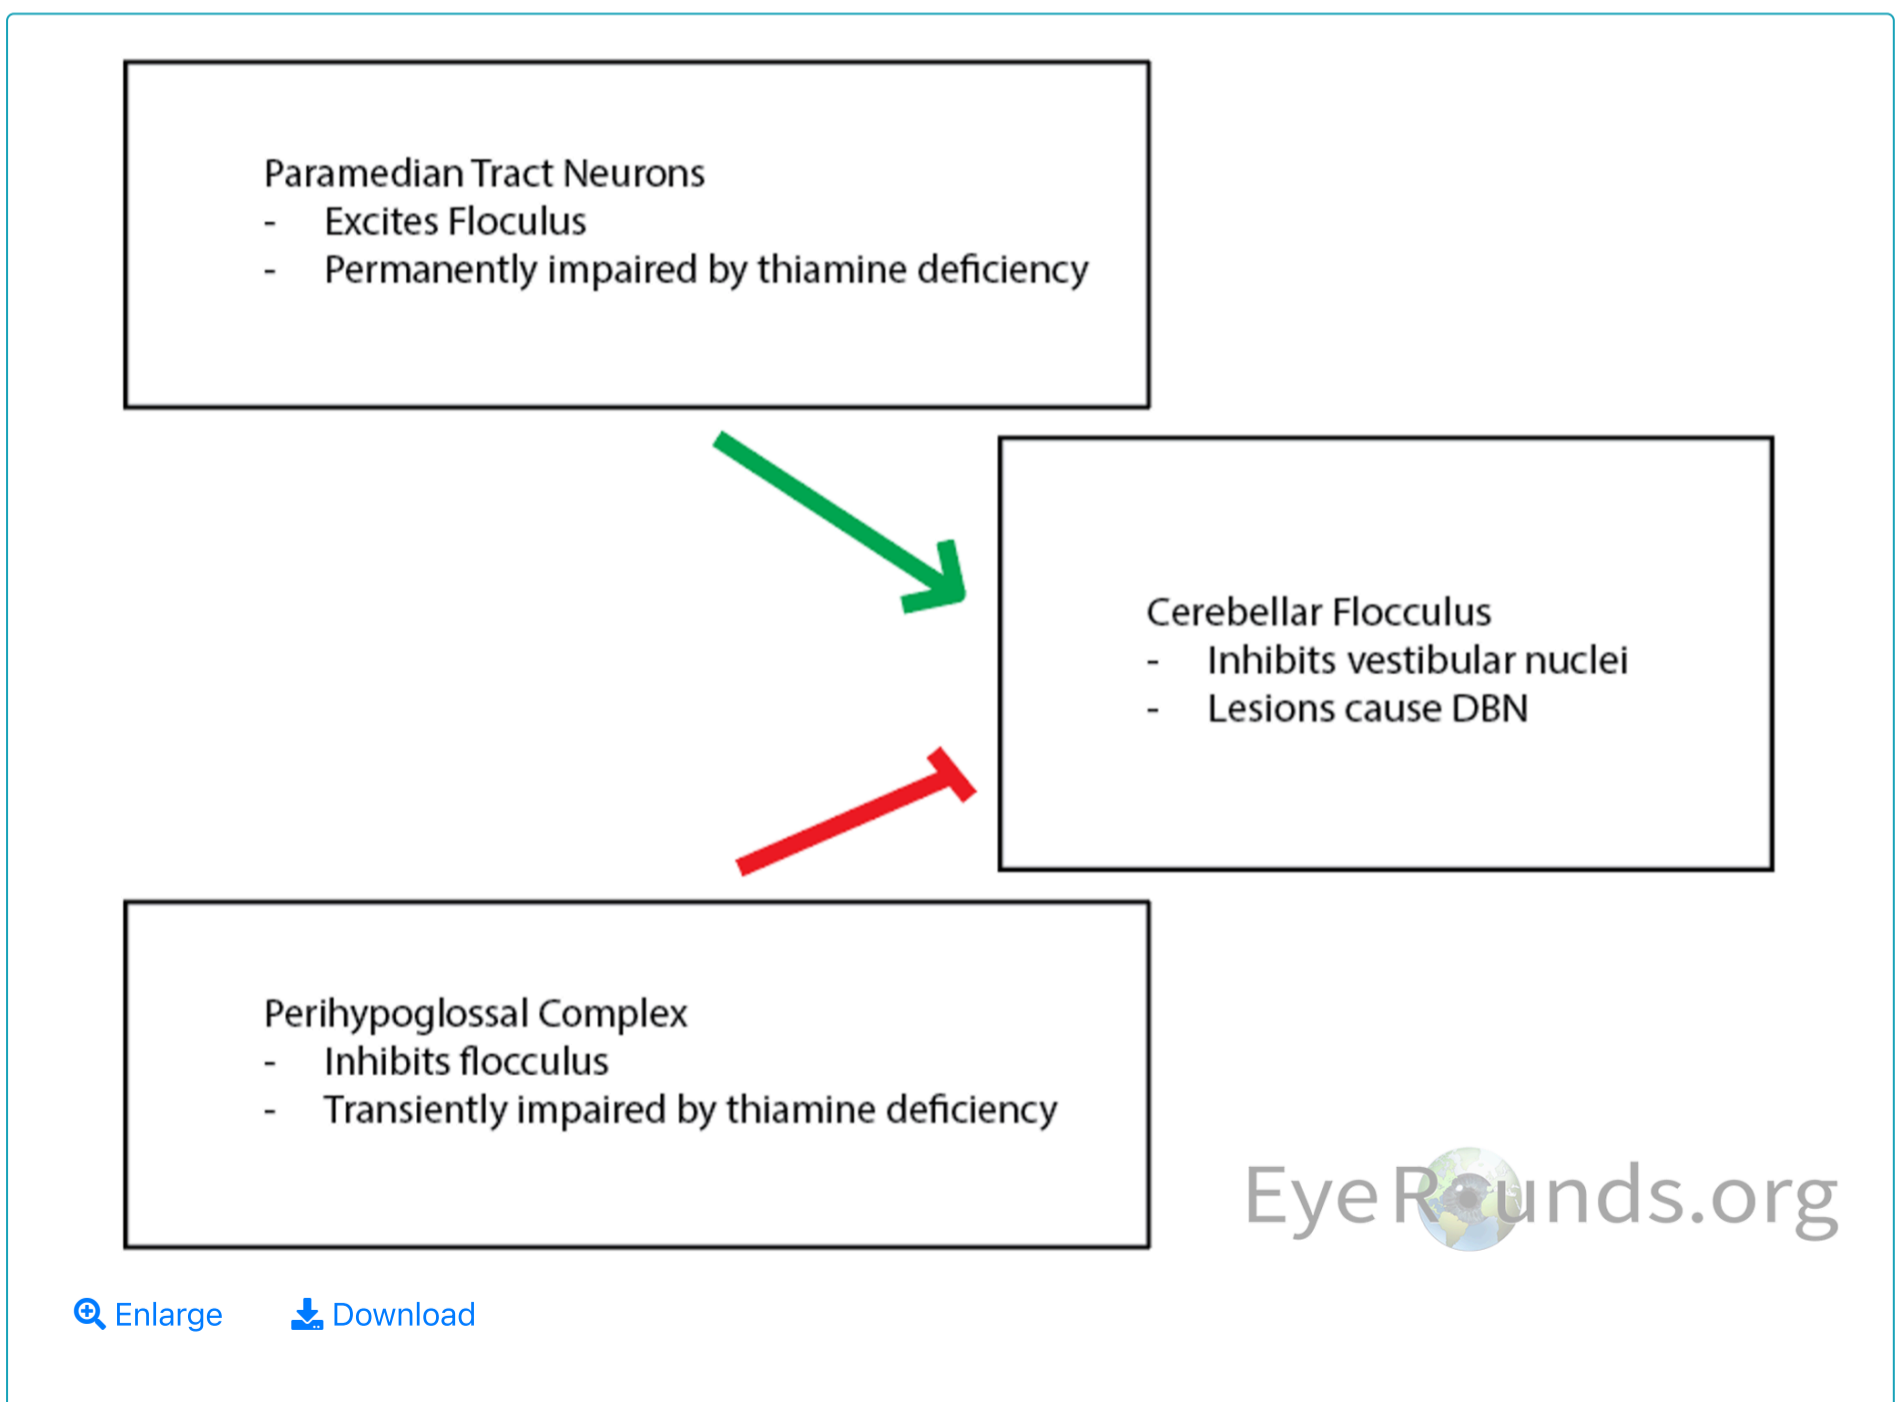 Paramedian Tract Neurons
- Excites Floculus
- Permanently impaired by thiamine deficiency
Cerebellar Flocculus
- Inhibits vestibular nuclei
- Lesions cause DBN
Perihypoglossal Complex
- Inhibits flocculus
- Transiently impaired by thiamine deficiency
EyeRounds.org
Enlarge Download